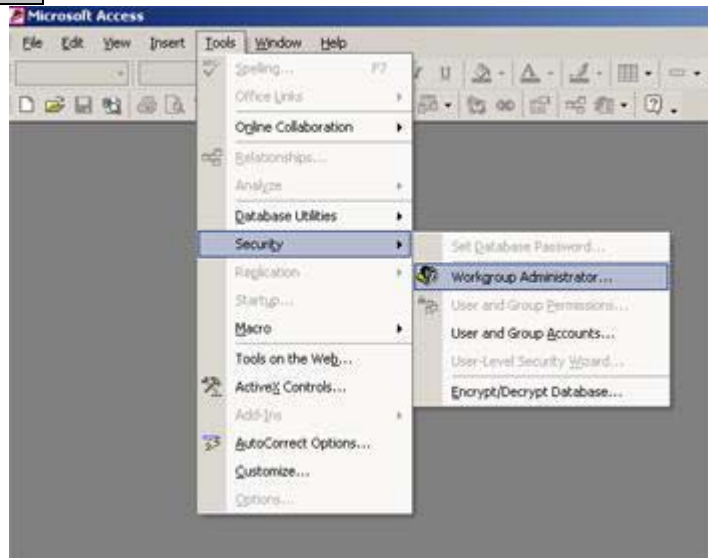 Microsoft Access
File Edit View Insert Tools Window Help
Spelling... F7
Office Links
Online Collaboration
Relationships...
Analyze
Database Utilities
Security
Replication
Startup...
Macro
Tools on the Web...
ActiveX Controls...
Add-Ins
AutoCorrect Options...
Customize...
Options...
Set Database Password...
Workgroup Administrator...
User and Group Permissions...
User and Group Accounts...
User-Level Security Wizard...
Encrypt/Decrypt Database...